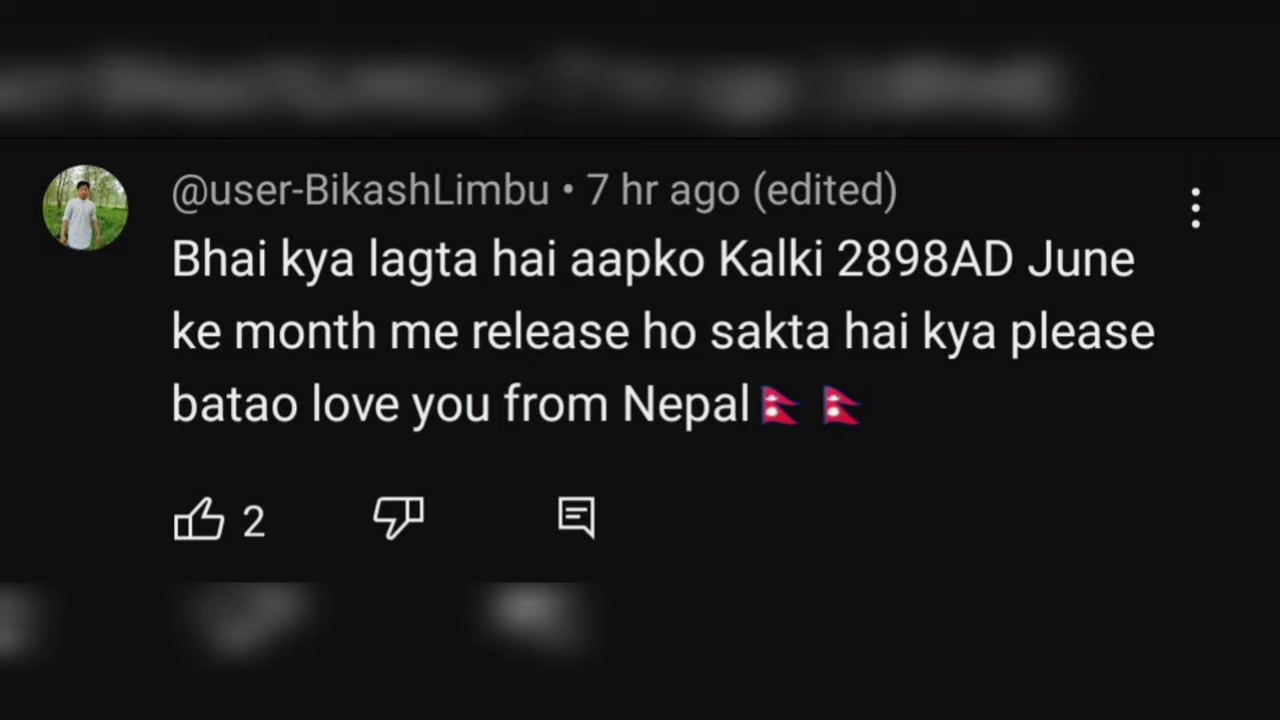 @user-BikashLimbu • 7 hr ago (edited)
Bhai kya lagta hai aapko Kalki 2898AD June
ke month me release ho sakta hai kya please
batao love you from Nepal🇳🇵 🇳🇵
2